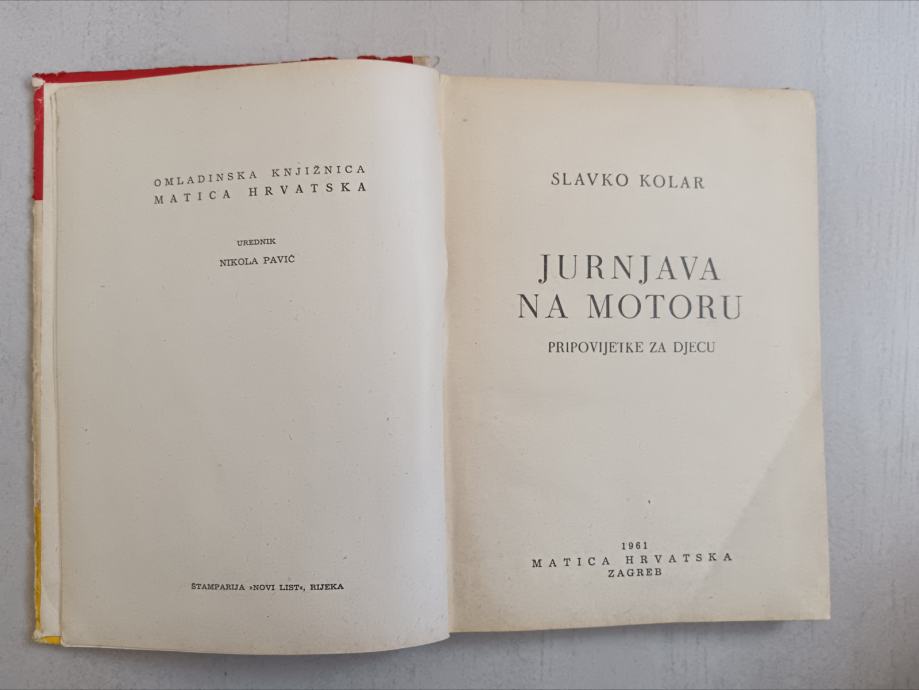 OMLADINSKA KNJIŽNICA
MATICA HRVATSKA
UREDNIK
NIKOLA PAVIĆ
ŠTAMPARIJA »NOVI LIST«, RIJEKA
SLAVKO KOLAR
JURNJAVA
NA MOTORU
PRIPOVIJETKE ZA DJECU
1961
MATICA HRVATSKA
ZAGREB